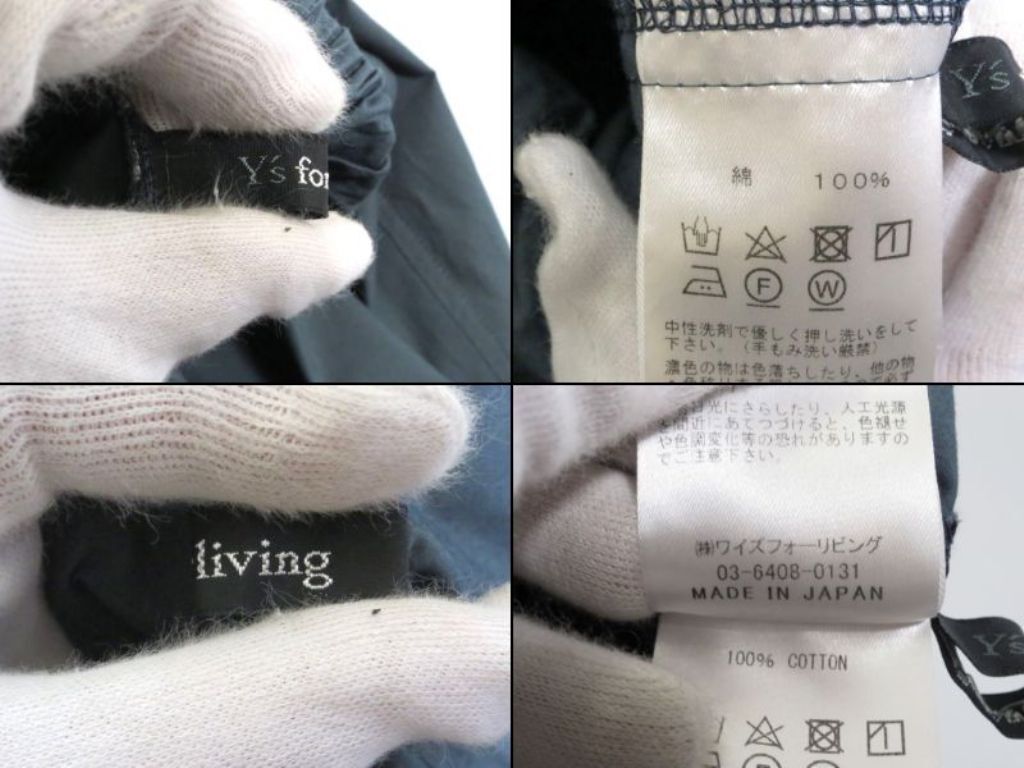 Y's for
Y's
綿 100%
F W
中性洗剤で優しく押し洗いをして
下さい。(手もみ洗い厳禁)
濃色の物は色落ちしたり、他の物
living
光にさらしたり、人工光源
を間近にあてつづけると、色褪せ
や色調変化等の恐れがありますの
でご注意下さい。
㈱ワイズフォーリビング
03-6408-0131
MADE IN JAPAN
Y's
100% COTTON